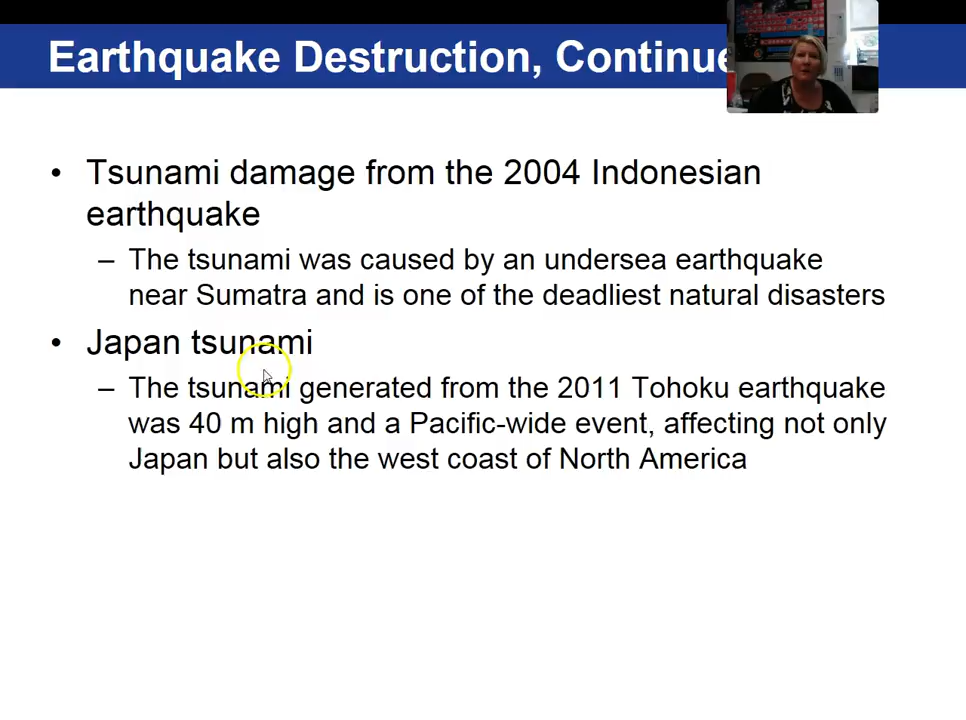 Earthquake Destruction, Continue
• Tsunami damage from the 2004 Indonesian
earthquake
– The tsunami was caused by an undersea earthquake
near Sumatra and is one of the deadliest natural disasters
• Japan tsunami
– The tsunami generated from the 2011 Tohoku earthquake
was 40 m high and a Pacific-wide event, affecting not only
Japan but also the west coast of North America